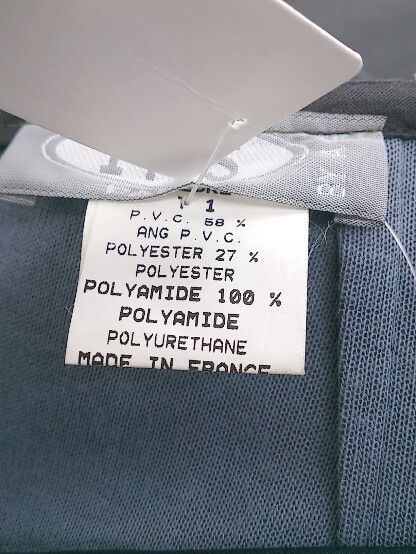 1
P.V.C. 58 %
ANG P.V.C.
POLYESTER 27 %
POLYESTER
POLYAMIDE 100 %
POLYAMIDE
POLYURETHANE
MADE IN FRANCE